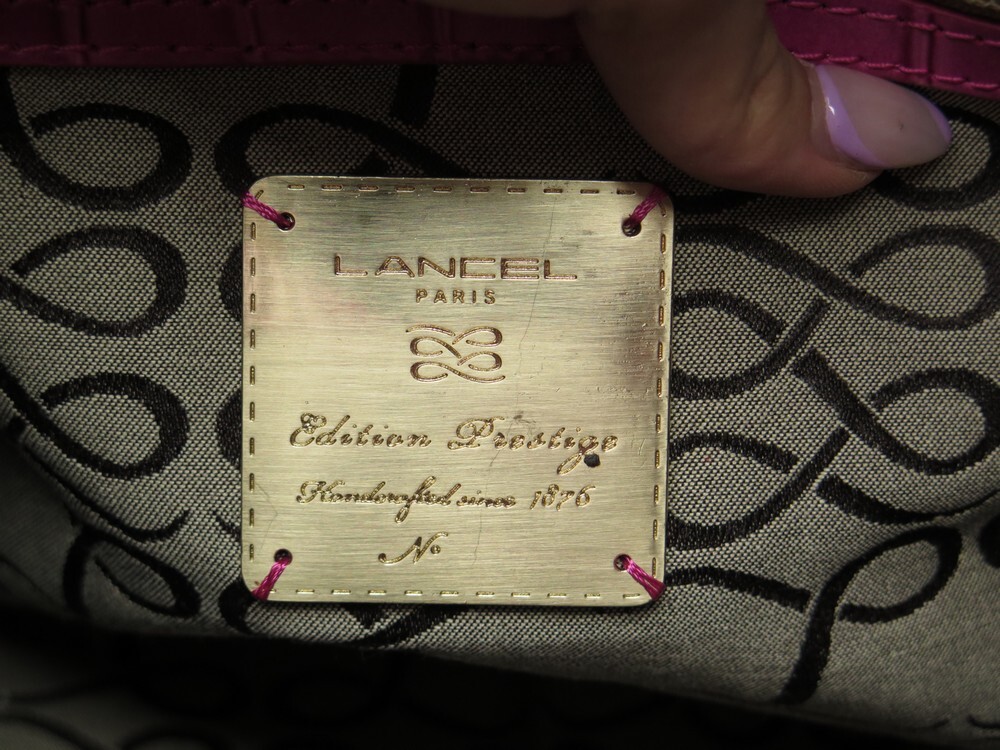 LANCEL
PARIS
Edition Prestige
Handcrafted since 1876
N°